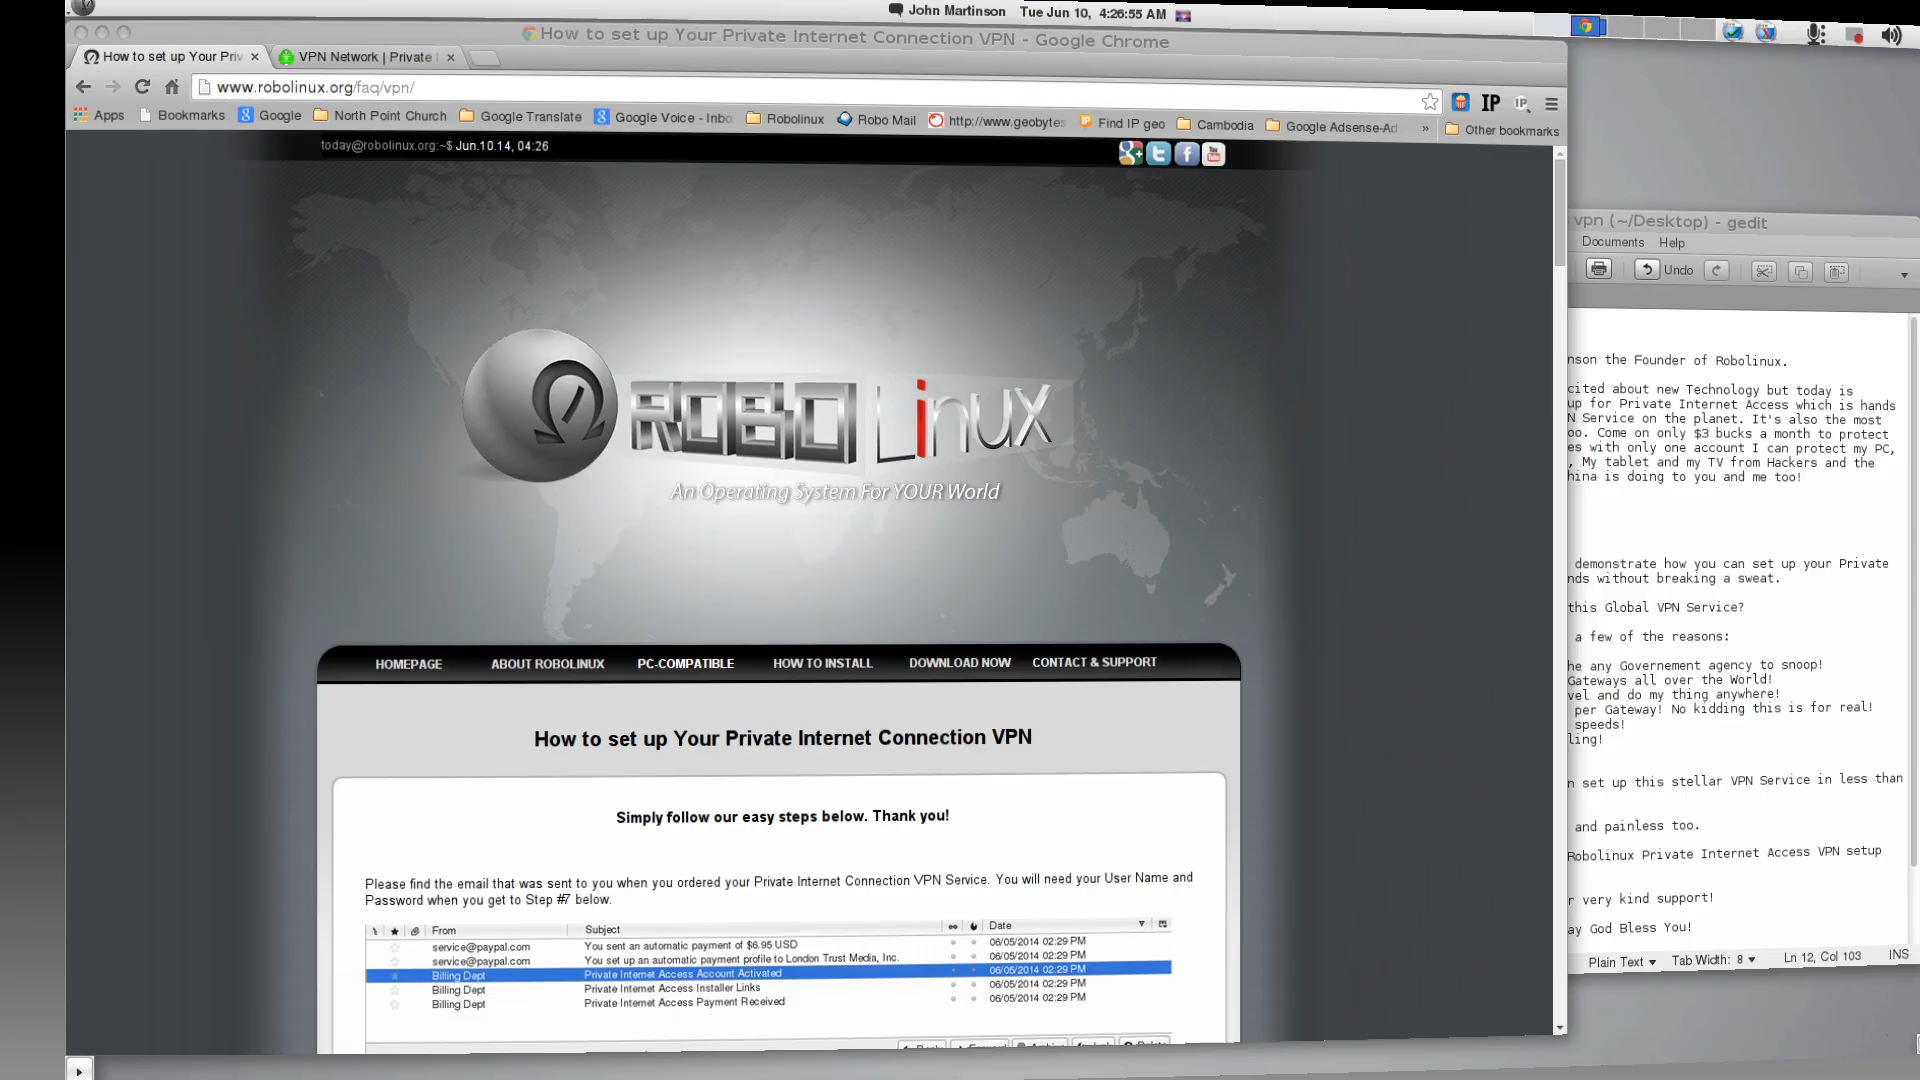 John Martinson Tue Jun 10, 4:26:55 AM
How to set up Your Private Internet Connection VPN - Google Chrome
How to set up Your Priv
VPN Network | Private I
www.robolinux.org/faq/vpn/
IP
Apps Bookmarks Google North Point Church Google Translate Google Voice - Inbo Robolinux Robo Mail http://www.geobytes Find IP geo Cambodia Google Adsense-Ad » Other bookmarks
today@robolinux.org:~$ Jun.10.14, 04:26
ROBO Linux
An Operating System For YOUR World
HOMEPAGE ABOUT ROBOLINUX PC-COMPATIBLE HOW TO INSTALL DOWNLOAD NOW CONTACT & SUPPORT
How to set up Your Private Internet Connection VPN
Simply follow our easy steps below. Thank you!
Please find the email that was sent to you when you ordered your Private Internet Connection VPN Service. You will need your User Name and
Password when you get to Step #7 below.
From Subject Date
service@paypal.com You sent an automatic payment of $6.95 USD 06/05/2014 02:29 PM
service@paypal.com You set up an automatic payment profile to London Trust Media, Inc. 06/05/2014 02:29 PM
Billing Dept Private Internet Access Account Activated 06/05/2014 02:29 PM
Billing Dept Private Internet Access Installer Links 06/05/2014 02:29 PM
Billing Dept Private Internet Access Payment Received 06/05/2014 02:29 PM
vpn (~/Desktop) - gedit
Documents Help
Undo
nson the Founder of Robolinux.
cited about new Technology but today is
up for Private Internet Access which is hands
N Service on the planet. It's also the most
oo. Come on only $3 bucks a month to protect
es with only one account I can protect my PC,
, My tablet and my TV from Hackers and the
hina is doing to you and me too!
demonstrate how you can set up your Private
nds without breaking a sweat.
this Global VPN Service?
a few of the reasons:
he any Governement agency to snoop!
Gateways all over the World!
vel and do my thing anywhere!
per Gateway! No kidding this is for real!
speeds!
ling!
n set up this stellar VPN Service in less than
and painless too.
Robolinux Private Internet Access VPN setup
r very kind support!
ay God Bless You!
Plain Text Tab Width: 8 Ln 12, Col 103 INS